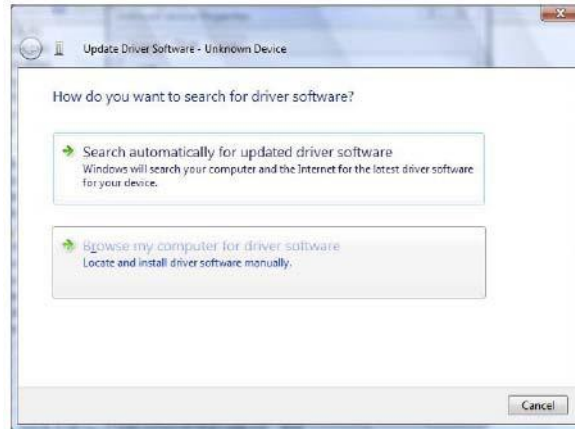 Update Driver Software - Unknown Device
How do you want to search for driver software?
Search automatically for updated driver software
Windows will search your computer and the Internet for the latest driver software
for your device.
Browse my computer for driver software
Locate and install driver software manually.
Cancel